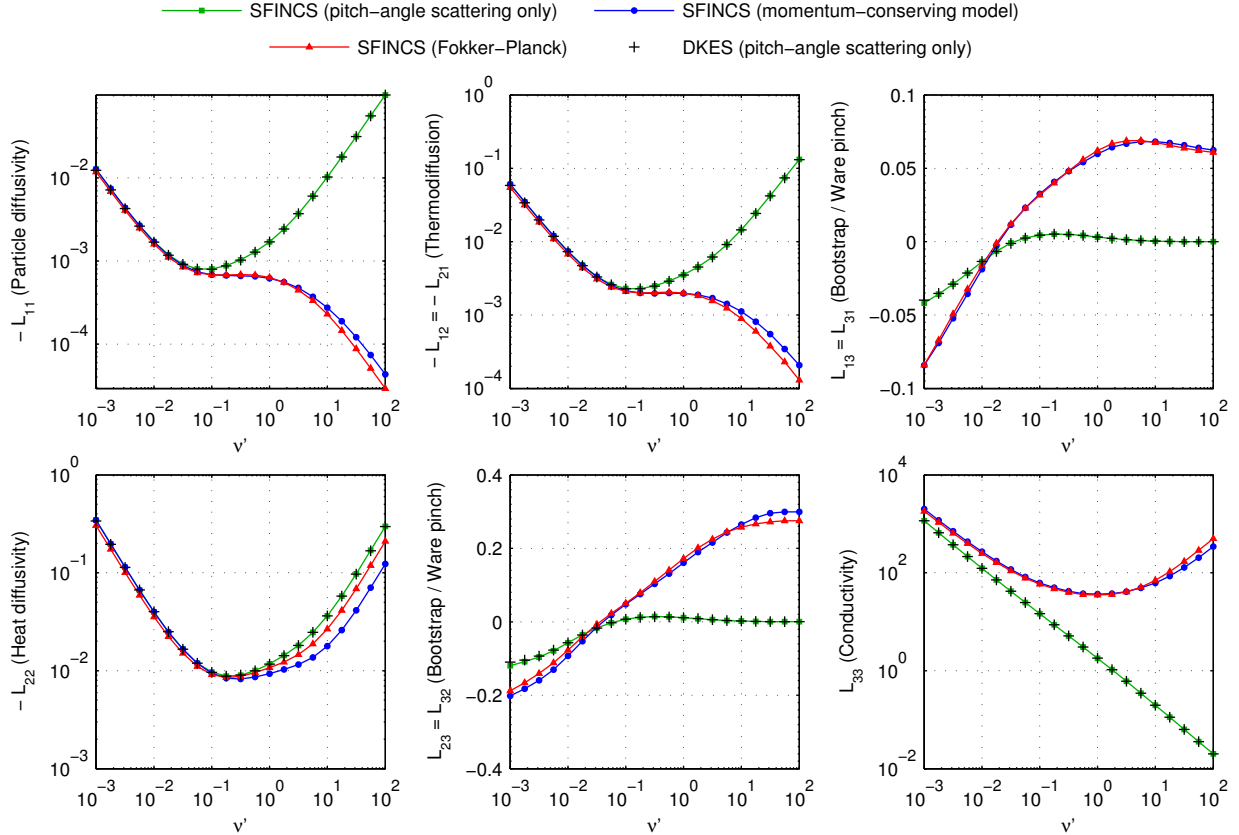 SFINCS (pitch−angle scattering only)
SFINCS (momentum−conserving model)
SFINCS (Fokker−Planck)
DKES (pitch−angle scattering only)
− L₁₁ (Particle diffusivity)
10⁻²
10⁻³
10⁻⁴
10⁻³ 10⁻² 10⁻¹ 10⁰ 10¹ 10²
ν'
− L₁₂ = − L₂₁ (Thermodiffusion)
10⁰
10⁻¹
10⁻²
10⁻³
10⁻⁴
10⁻³ 10⁻² 10⁻¹ 10⁰ 10¹ 10²
ν'
L₁₃ = L₃₁ (Bootstrap / Ware pinch)
0.1
0.05
0
−0.05
−0.1
10⁻³ 10⁻² 10⁻¹ 10⁰ 10¹ 10²
ν'
− L₂₂ (Heat diffusivity)
10⁰
10⁻¹
10⁻²
10⁻³
10⁻³ 10⁻² 10⁻¹ 10⁰ 10¹ 10²
ν'
L₂₃ = L₃₂ (Bootstrap / Ware pinch)
0.4
0.2
0
−0.2
−0.4
10⁻³ 10⁻² 10⁻¹ 10⁰ 10¹ 10²
ν'
L₃₃ (Conductivity)
10⁴
10²
10⁰
10⁻²
10⁻³ 10⁻² 10⁻¹ 10⁰ 10¹ 10²
ν'